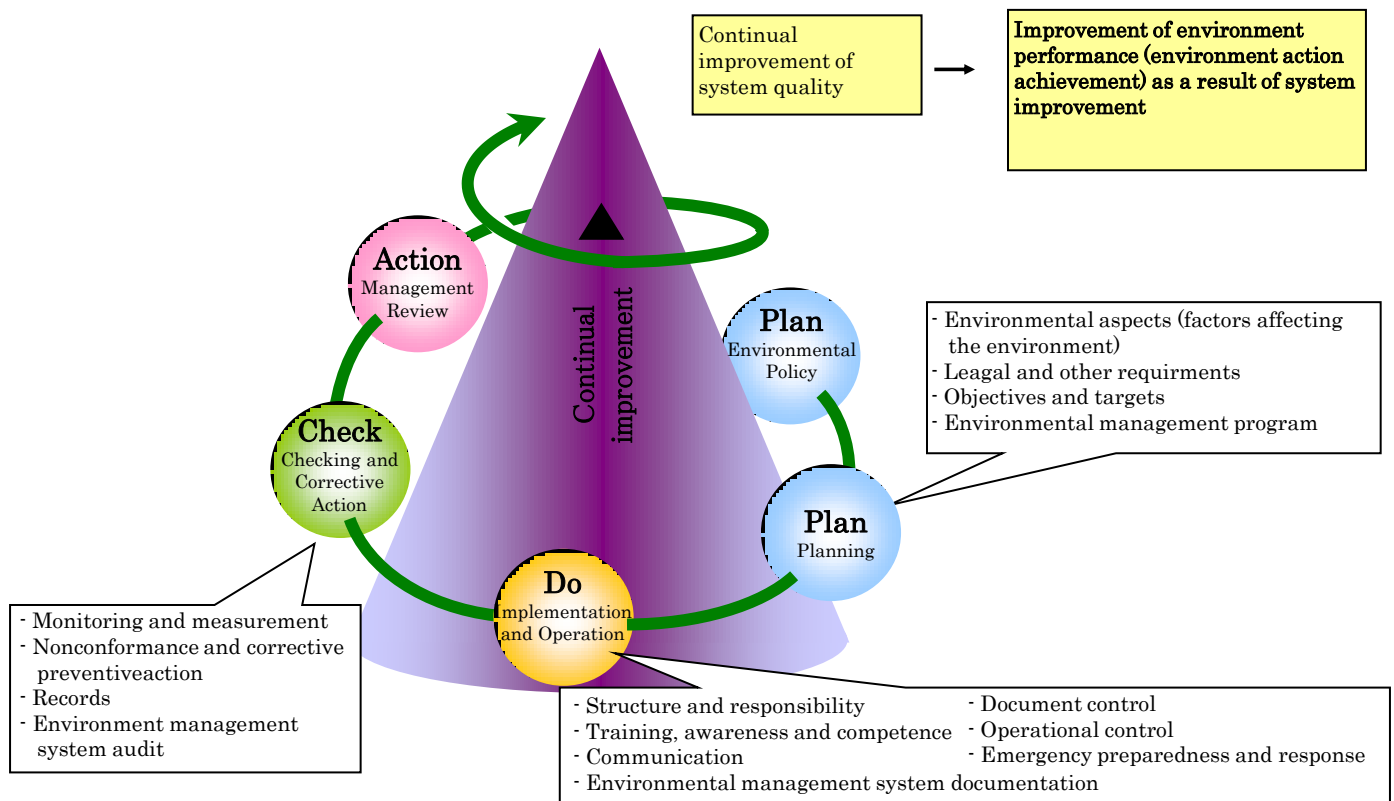 Continual
improvement of
system quality
Improvement of environment
performance (environment action
achievement) as a result of system
improvement
Action
Management
Review
Continual
improvement
Plan
Environmental
Policy
- Environmental aspects (factors affecting
the environment)
- Leagal and other requirments
- Objectives and targets
- Environmental management program
Check
Checking and
Corrective
Action
Plan
Planning
Do
Implementation
and Operation
- Monitoring and measurement
- Nonconformance and corrective
preventiveaction
- Records
- Environment management
system audit
- Structure and responsibility
- Training, awareness and competence
- Communication
- Environmental management system documentation
- Document control
- Operational control
- Emergency preparedness and response